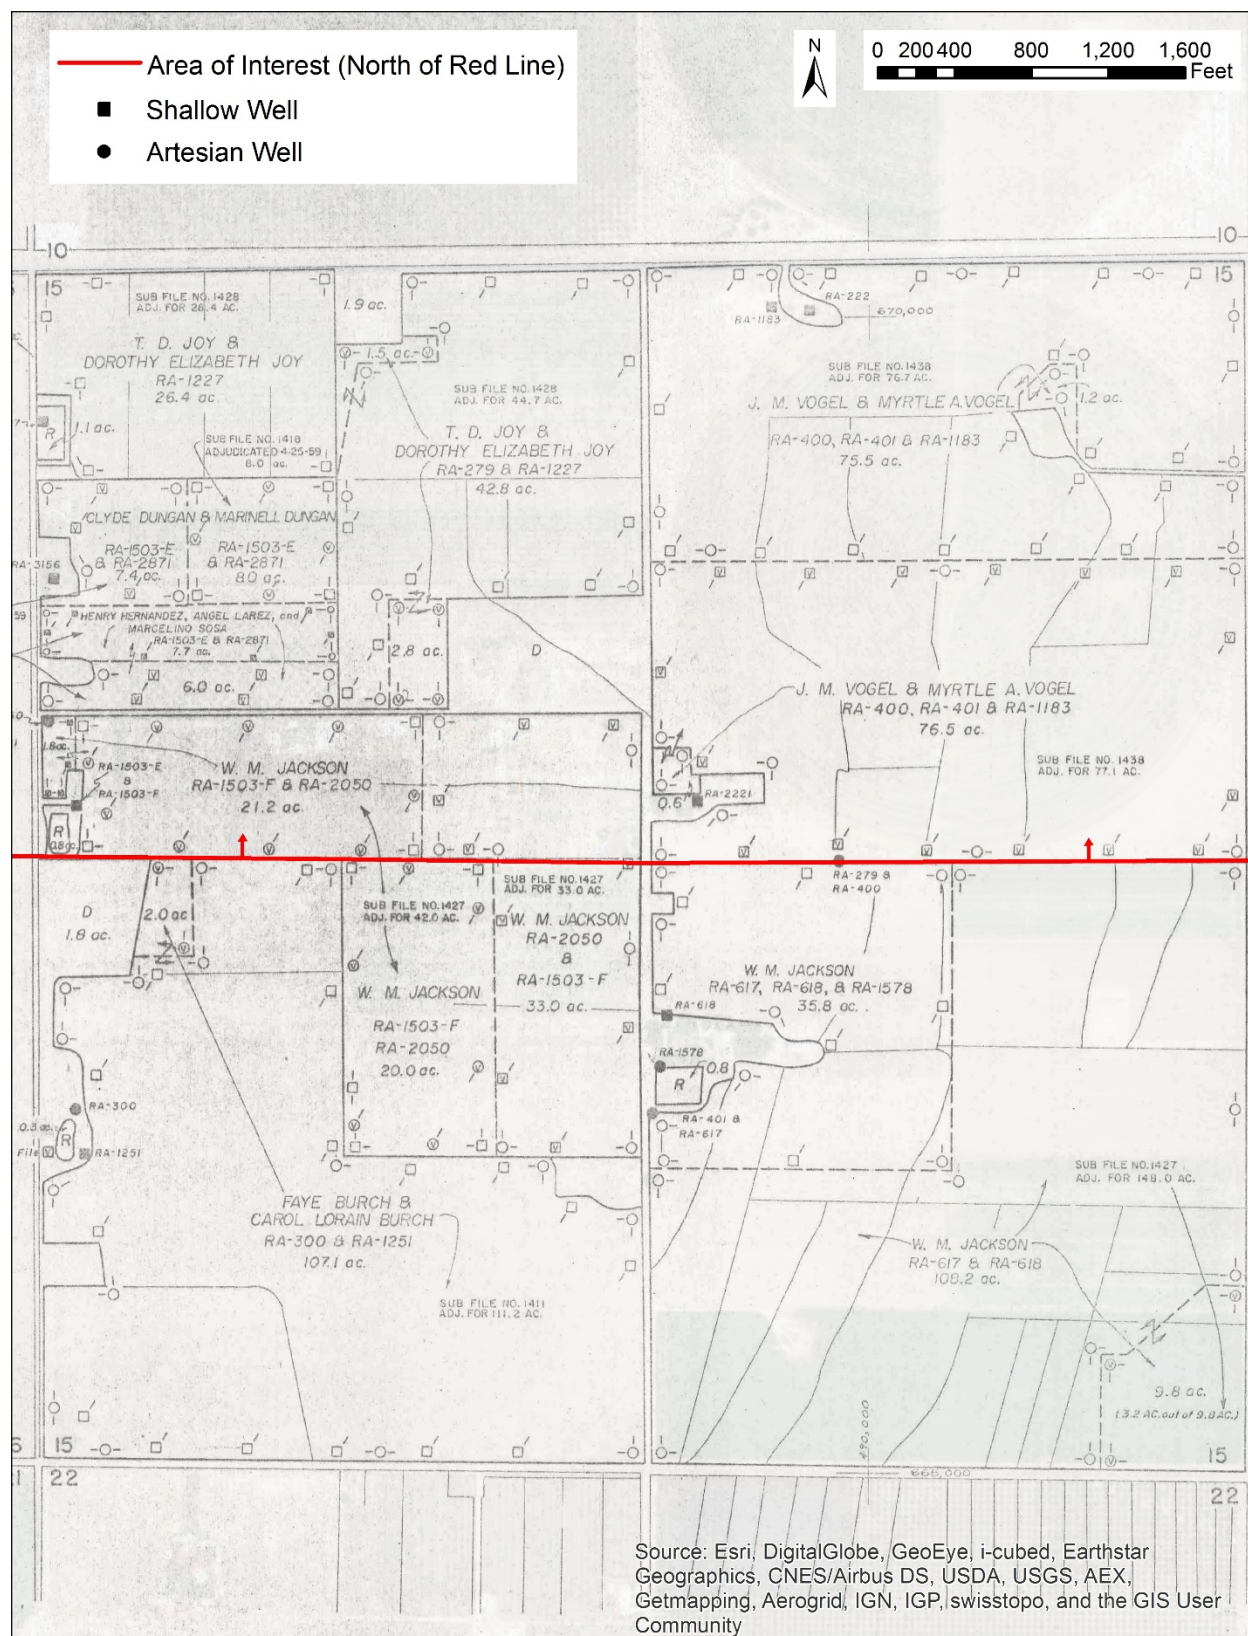 Area of Interest (North of Red Line)
Shallow Well
Artesian Well
N
0 200 400 800 1,200 1,600
Feet
10
10
15
15
SUB FILE NO. 1428
ADJ. FOR 26.4 AC.
T. D. JOY &
DOROTHY ELIZABETH JOY
RA-1227
26.4 ac.
1.9 ac.
1.5 ac.
R
1.1 ac.
SUB FILE NO. 1418
ADJUDICATED 4-25-59
8.0 ac.
SUB FILE NO. 1428
ADJ. FOR 44.7 AC.
T. D. JOY &
DOROTHY ELIZABETH JOY
RA-279 & RA-1227
42.8 ac.
RA-1183
RA-222
670,000
SUB FILE NO. 1438
ADJ. FOR 76.7 AC.
J. M. VOGEL & MYRTLE A. VOGEL
1.2 ac.
RA-400, RA-401 & RA-1183
75.5 ac.
CLYDE DUNGAN & MARINELL DUNGAN
RA-1503-E
& RA-2871
7.4 ac.
RA-1503-E
& RA-2871
8.0 ac.
RA-3156
59
HENRY HERNANDEZ, ANGEL LAREZ, and
MARCELINO SOSA
RA-1503-E & RA-2871
7.7 ac.
6.0 ac.
2.8 ac.
D
J. M. VOGEL & MYRTLE A. VOGEL
RA-400, RA-401 & RA-1183
76.5 ac.
SUB FILE NO. 1438
ADJ. FOR 77.1 AC.
1.8 ac.
RA-1503-E
&
RA-1503-F
W. M. JACKSON
RA-1503-F & RA-2050
21.2 ac.
R
0.8 ac.
0.6
RA-2221
RA-279 &
RA-400
D
1.8 ac.
2.0 ac
SUB FILE NO. 1427
ADJ. FOR 42.0 AC.
SUB FILE NO. 1427
ADJ. FOR 33.0 AC.
W. M. JACKSON
RA-2050
&
RA-1503-F
33.0 ac.
W. M. JACKSON
RA-1503-F
RA-2050
20.0 ac.
W. M. JACKSON
RA-617, RA-618, & RA-1578
35.8 ac.
RA-618
RA-1578
0.8
R
RA-401 &
RA-617
RA-300
0.3 ac.
R
File
RA-1251
FAYE BURCH &
CAROL LORAIN BURCH
RA-300 & RA-1251
107.1 ac.
SUB FILE NO. 1411
ADJ. FOR 111.2 AC.
SUB FILE NO. 1427
ADJ. FOR 148.0 AC.
W. M. JACKSON
RA-617 & RA-618
108.2 ac.
9.8 ac.
(3.2 AC. out of 9.8 AC.)
490,000
665,000
15
15
22
22
Source: Esri, DigitalGlobe, GeoEye, i-cubed, Earthstar
Geographics, CNES/Airbus DS, USDA, USGS, AEX,
Getmapping, Aerogrid, IGN, IGP, swisstopo, and the GIS User
Community